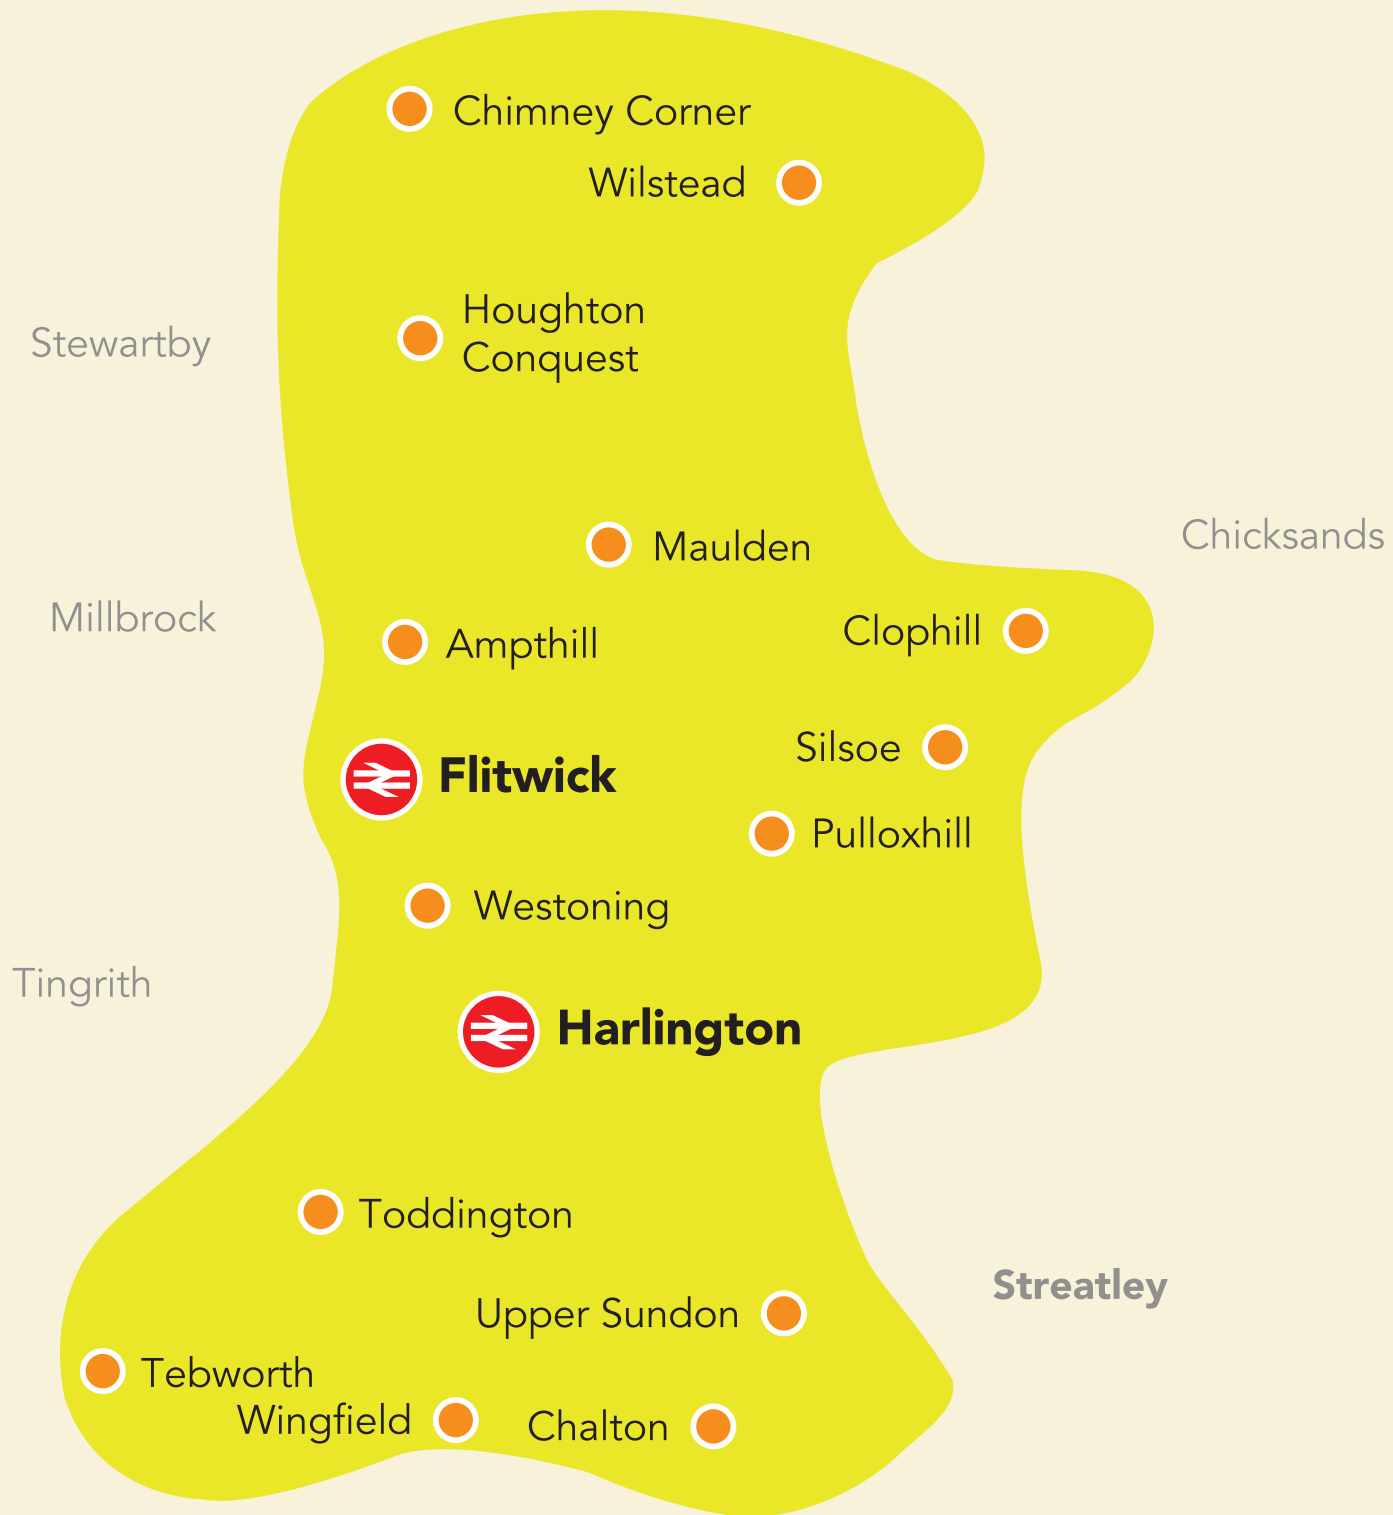 Chimney Corner
Wilstead
Houghton
Conquest
Stewartby
Maulden
Chicksands
Millbrock
Ampthill
Clophill
Silsoe
Flitwick
Pulloxhill
Westoning
Tingrith
Harlington
Toddington
Streatley
Upper Sundon
Tebworth
Wingfield
Chalton